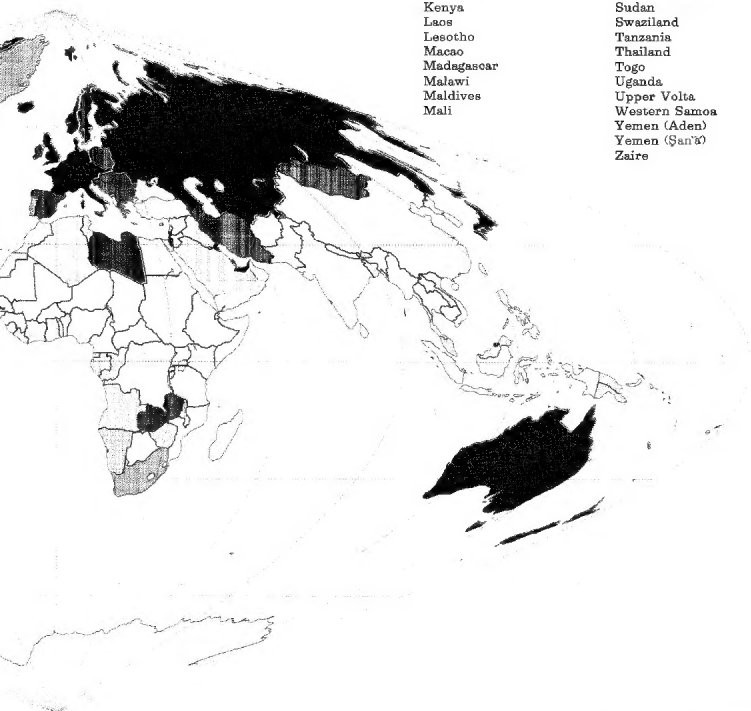 Kenya
Laos
Lesotho
Macao
Madagascar
Malawi
Maldives
Mali
Sudan
Swaziland
Tanzania
Thailand
Togo
Uganda
Upper Volta
Western Samoa
Yemen (Aden)
Yemen (Ṣan'ā')
Zaire